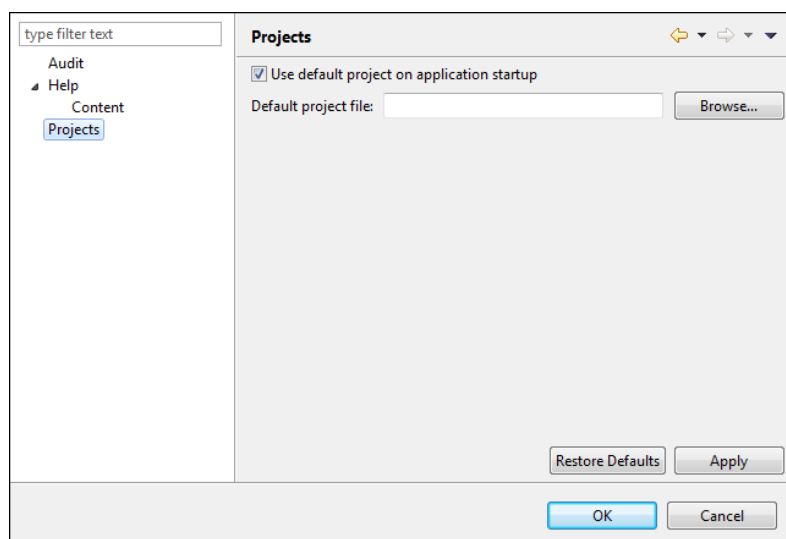 type filter text
Audit
Help
Content
Projects
Projects
Use default project on application startup
Default project file:
Browse...
Restore Defaults
Apply
OK
Cancel